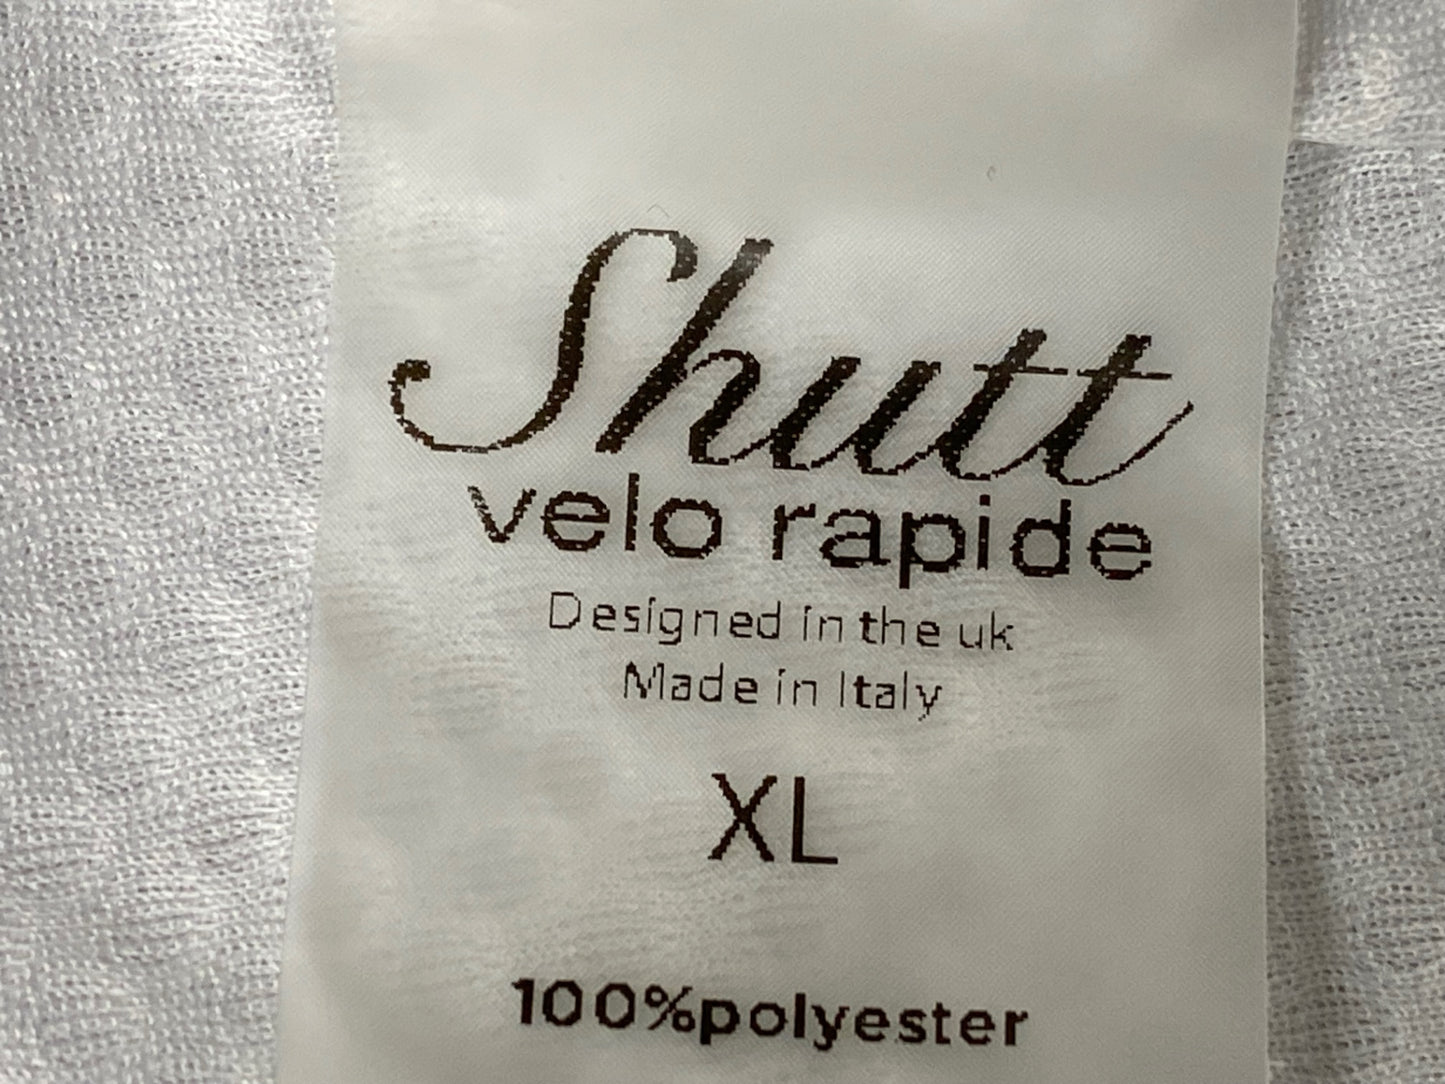 Shutt
velo rapide
Designed in the uk
Made in Italy
XL
100%polyester